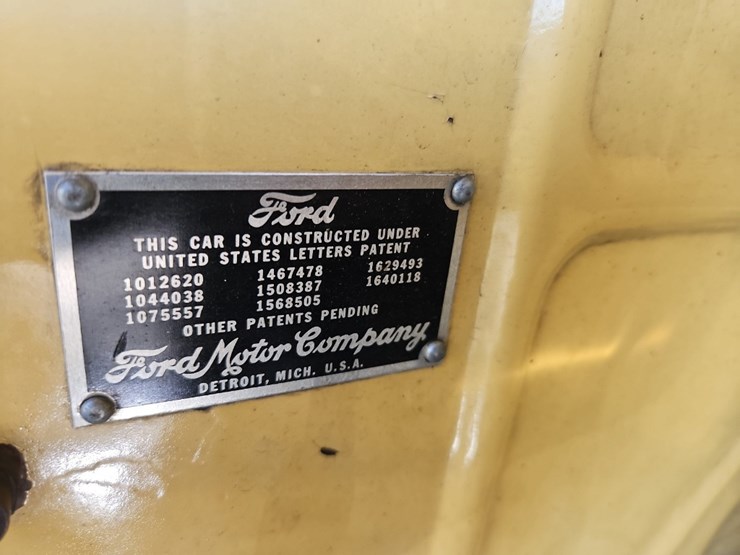 Ford
THIS CAR IS CONSTRUCTED UNDER
UNITED STATES LETTERS PATENT
1012620 1467478 1629493
1044038 1508387 1640118
1075557 1568505
OTHER PATENTS PENDING
Ford Motor Company
DETROIT, MICH. U.S.A.